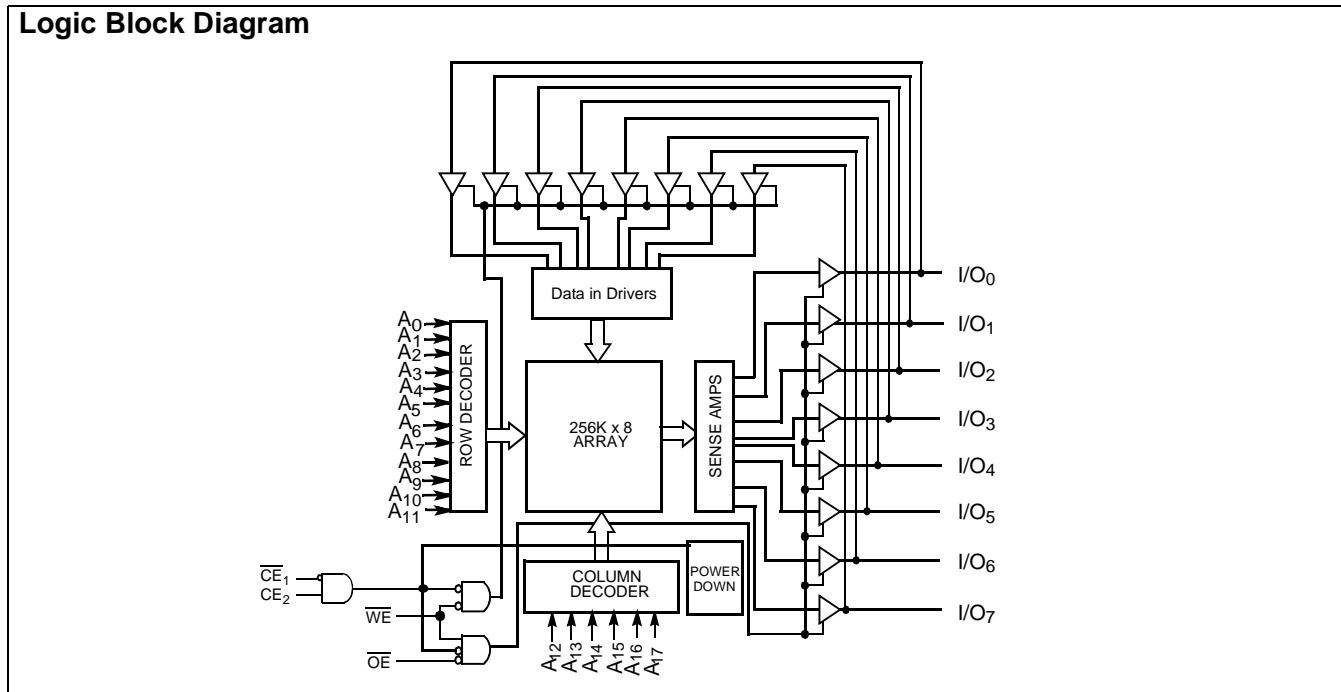 Logic Block Diagram
Data in Drivers
I/O0
I/O1
I/O2
I/O3
I/O4
I/O5
I/O6
I/O7
A0
A1
A2
A3
A4
A5
A6
A7
A8
A9
A10
A11
ROW DECODER
256K x 8
ARRAY
SENSE AMPS
CE1
CE2
WE
OE
COLUMN
DECODER
POWER
DOWN
A12
A13
A14
A15
A16
A17